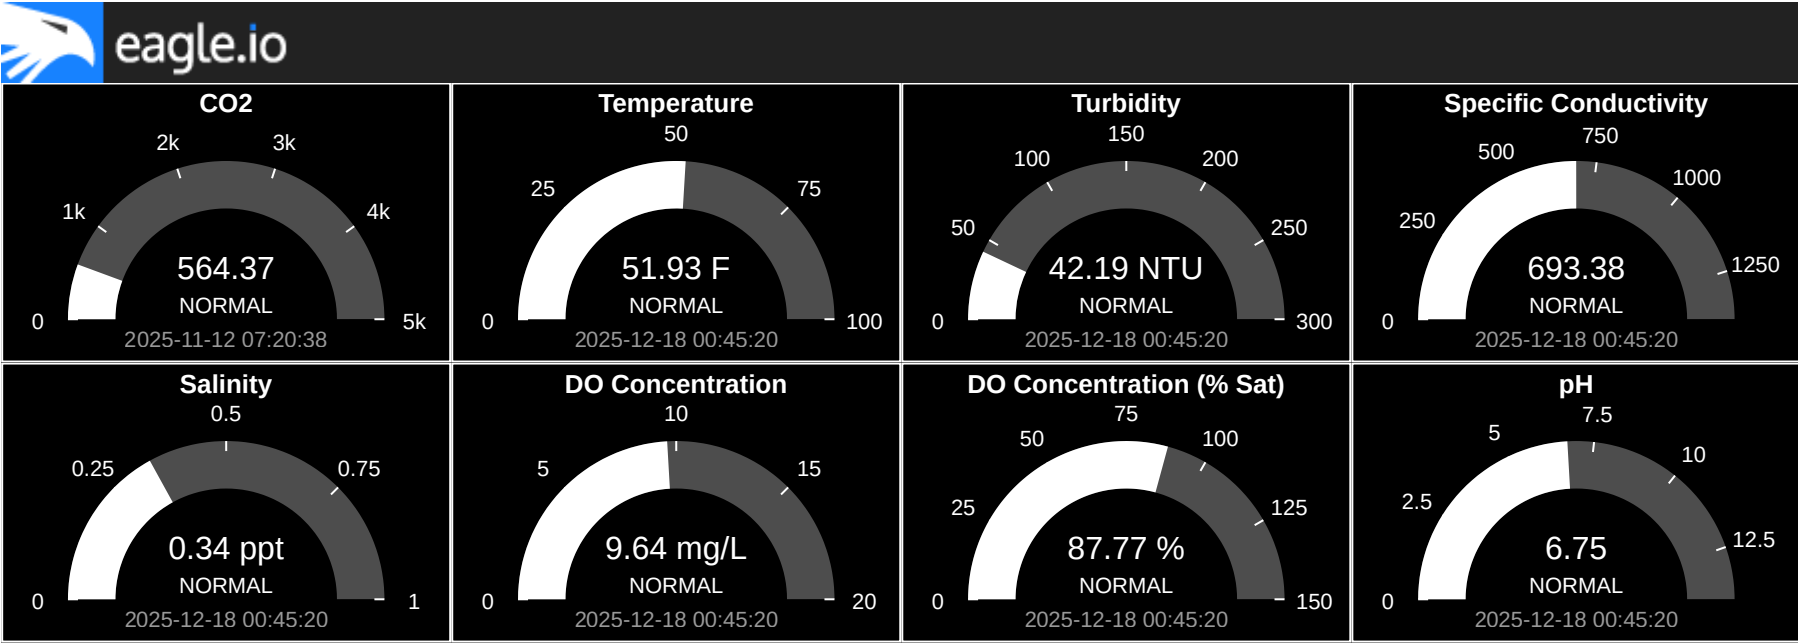 eagle.io
CO2
2k
3k
1k
4k
564.37
NORMAL
0
5k
2025-11-12 07:20:38
Temperature
50
25
75
51.93 F
NORMAL
0
100
2025-12-18 00:45:20
Turbidity
150
100
200
50
250
42.19 NTU
NORMAL
0
300
2025-12-18 00:45:20
Specific Conductivity
750
500
1000
250
1250
693.38
NORMAL
0
2025-12-18 00:45:20
Salinity
0.5
0.25
0.75
0.34 ppt
NORMAL
0
1
2025-12-18 00:45:20
DO Concentration
10
5
15
9.64 mg/L
NORMAL
0
20
2025-12-18 00:45:20
DO Concentration (% Sat)
75
50
100
25
125
87.77 %
NORMAL
0
150
2025-12-18 00:45:20
pH
7.5
5
10
2.5
12.5
6.75
NORMAL
0
2025-12-18 00:45:20